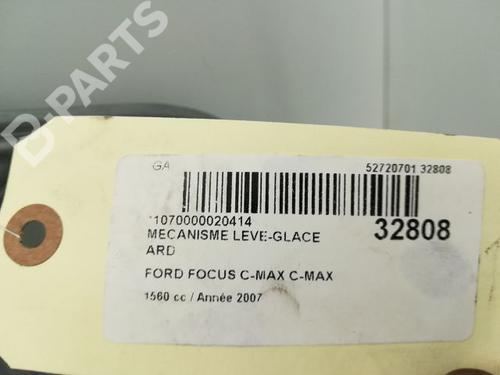 D-PARTS
GA 52720701 32808
*1070000020414
MECANISME LEVE-GLACE
ARD
32808
FORD FOCUS C-MAX C-MAX
1560 cc / Année 2007